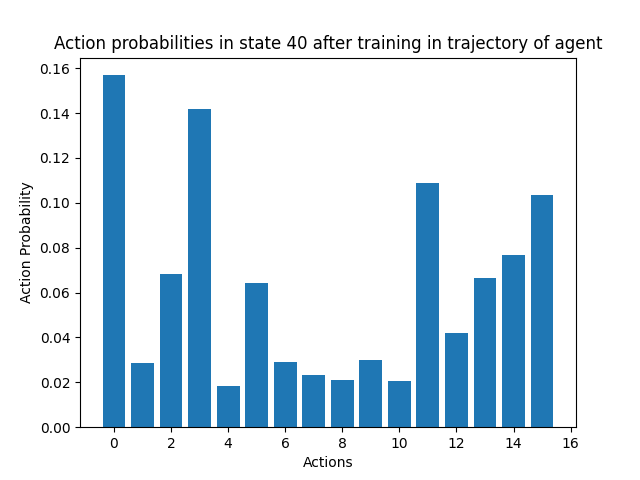 Action probabilities in state 40 after training in trajectory of agent
0.16
0.14
0.12
0.10
0.08
0.06
0.04
0.02
0.00
Action Probability
0 2 4 6 8 10 12 14 16
Actions